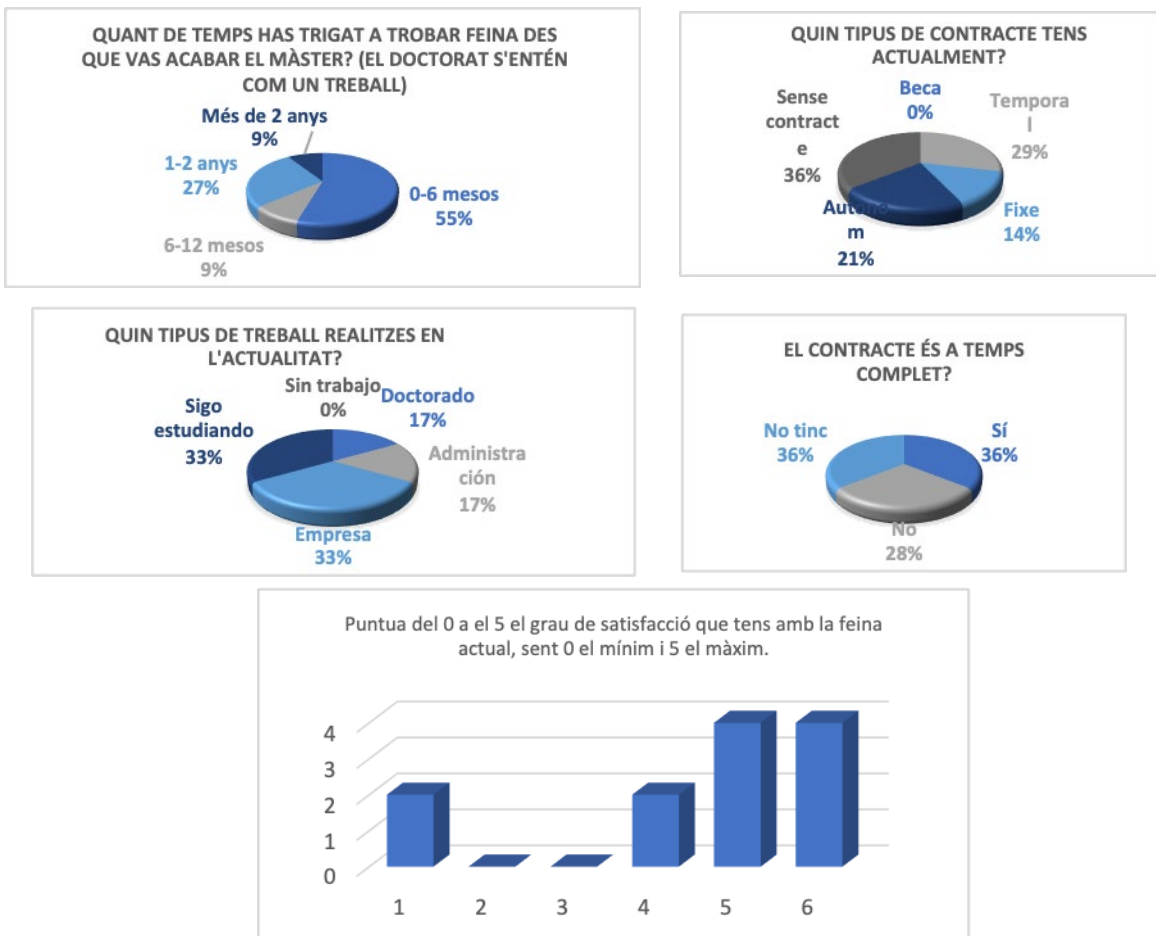 QUANT DE TEMPS HAS TRIGAT A TROBAR FEINA DES
QUE VAS ACABAR EL MÀSTER? (EL DOCTORAT S'ENTÉN
COM UN TREBALL)
Més de 2 anys
9%
1-2 anys
27%
0-6 mesos
55%
6-12 mesos
9%
QUIN TIPUS DE CONTRACTE TENS
ACTUALMENT?
Beca
0%
Sense
contract
e
36%
Tempora
l
29%
Autònom
m
21%
Fixe
14%
QUIN TIPUS DE TREBALL REALITZES EN
L'ACTUALITAT?
Sin trabajo
0%
Doctorado
17%
Sigo
estudiando
33%
Administra
ción
17%
Empresa
33%
EL CONTRACTE ÉS A TEMPS
COMPLET?
No tinc
36%
Sí
36%
No
28%
Puntua del 0 a el 5 el grau de satisfacció que tens amb la feina
actual, sent 0 el mínim i 5 el màxim.
4
3
2
1
0
1 2 3 4 5 6